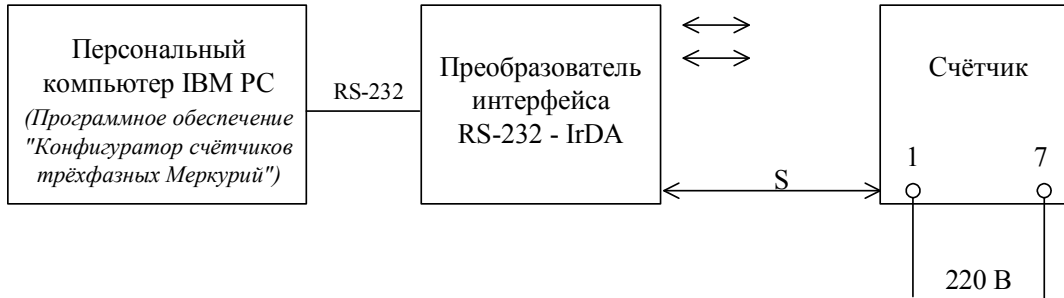 Персональный
компьютер IBM PC
(Программное обеспечение
"Конфигуратор счётчиков
трёхфазных Меркурий")
RS-232
Преобразователь
интерфейса
RS-232 - IrDA
S
Счётчик
1 7
220 В